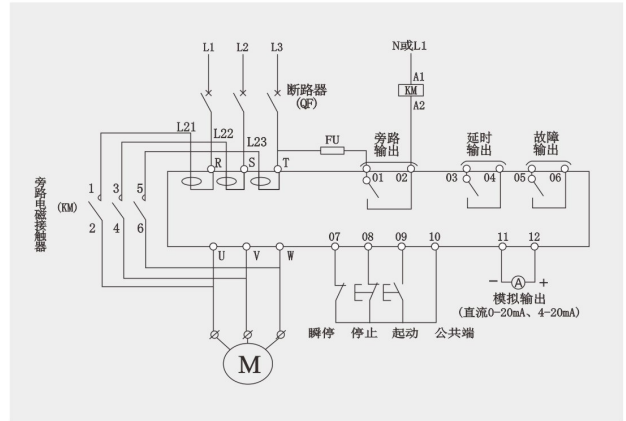 L1 L2 L3 N或L1
断路器
(QF)
A1
KM
A2
L21 L22 L23 FU 旁路
输出 延时
输出 故障
输出
R S T
01 02 03 04 05 06
旁路电磁接触器
(KM)
1 3 5
2 4 6
U V W
07 08 09 10 11 12
− A +
模拟输出
(直流0-20mA、4-20mA)
瞬停 停止 起动 公共端
M